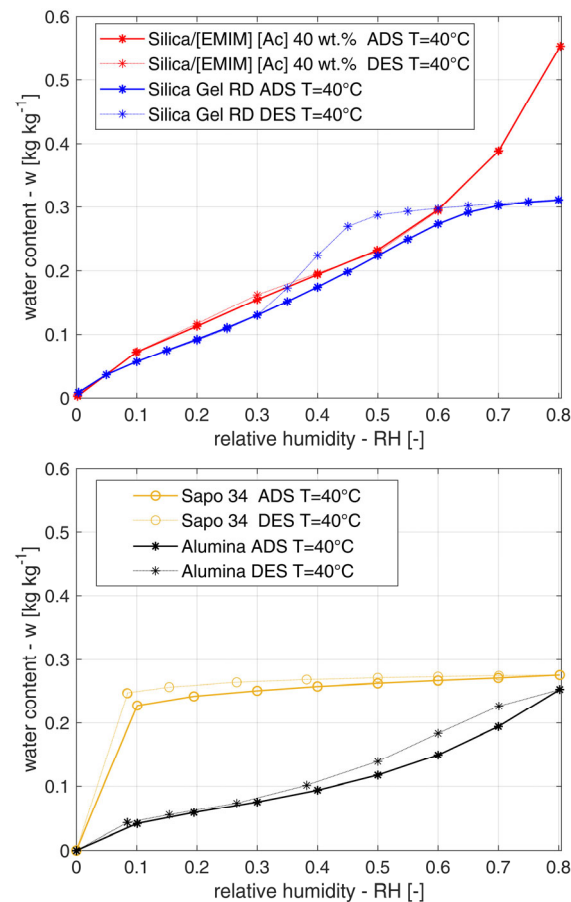 0.6
0.5
0.4
0.3
0.2
0.1
0
water content - w [kg kg-1]
Silica/[EMIM] [Ac] 40 wt.% ADS T=40°C
Silica/[EMIM] [Ac] 40 wt.% DES T=40°C
Silica Gel RD ADS T=40°C
Silica Gel RD DES T=40°C
0 0.1 0.2 0.3 0.4 0.5 0.6 0.7 0.8
relative humidity - RH [-]
0.6
0.5
0.4
0.3
0.2
0.1
0
water content - w [kg kg-1]
Sapo 34 ADS T=40°C
Sapo 34 DES T=40°C
Alumina ADS T=40°C
Alumina DES T=40°C
0 0.1 0.2 0.3 0.4 0.5 0.6 0.7 0.8
relative humidity - RH [-]